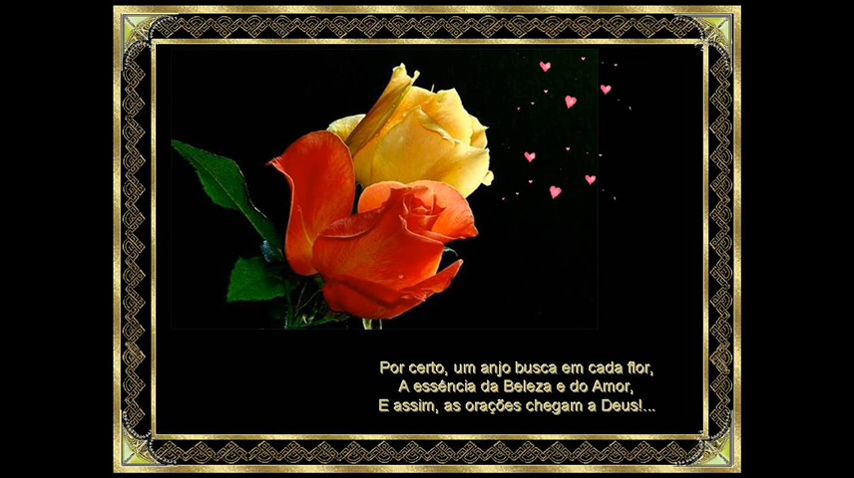 Por certo, um anjo busca em cada flor,
A essência da Beleza e do Amor,
E assim, as orações chegam a Deus!...